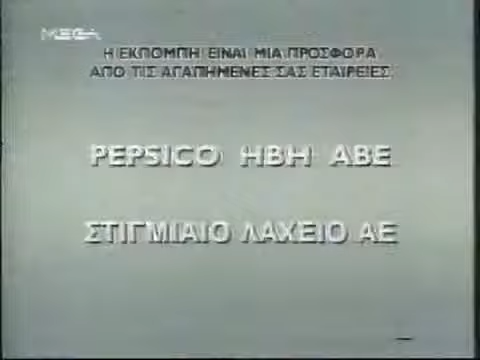 MEGA
Η ΕΚΠΟΜΠΗ ΕΙΝΑΙ ΜΙΑ ΠΡΟΣΦΟΡΑ
ΑΠΟ ΤΙΣ ΑΓΑΠΗΜΕΝΕΣ ΣΑΣ ΕΤΑΙΡΕΙΕΣ
PEPSICO ΗΒΗ ΑΒΕ
ΣΤΙΓΜΙΑΙΟ ΛΑΧΕΙΟ ΑΕ